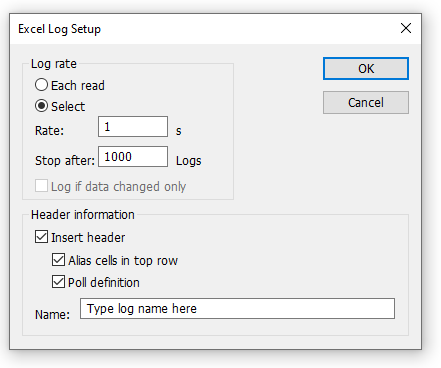 Excel Log Setup
Log rate
Each read
Select
Rate: 1 s
Stop after: 1000 Logs
Log if data changed only
OK
Cancel
Header information
Insert header
Alias cells in top row
Poll definition
Name: Type log name here